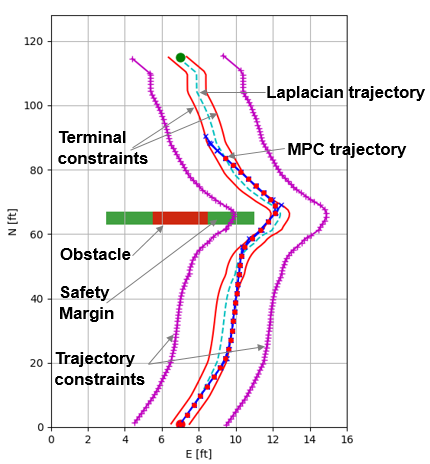 120
100
80
60
40
20
0
N [ft]
Laplacian trajectory
Terminal
constraints
MPC trajectory
Obstacle
Safety
Margin
Trajectory
constraints
0 2 4 6 8 10 12 14 16
E [ft]